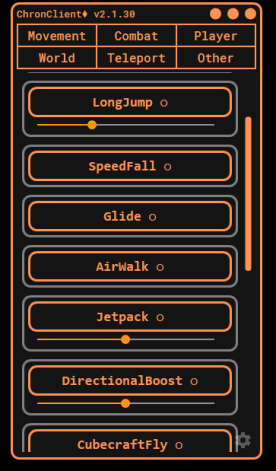 ChronClient♦ v2.1.30
Movement Combat Player
World Teleport Other
LongJump ○
SpeedFall ○
Glide ○
AirWalk ○
Jetpack ○
DirectionalBoost ○
CubecraftFly ○